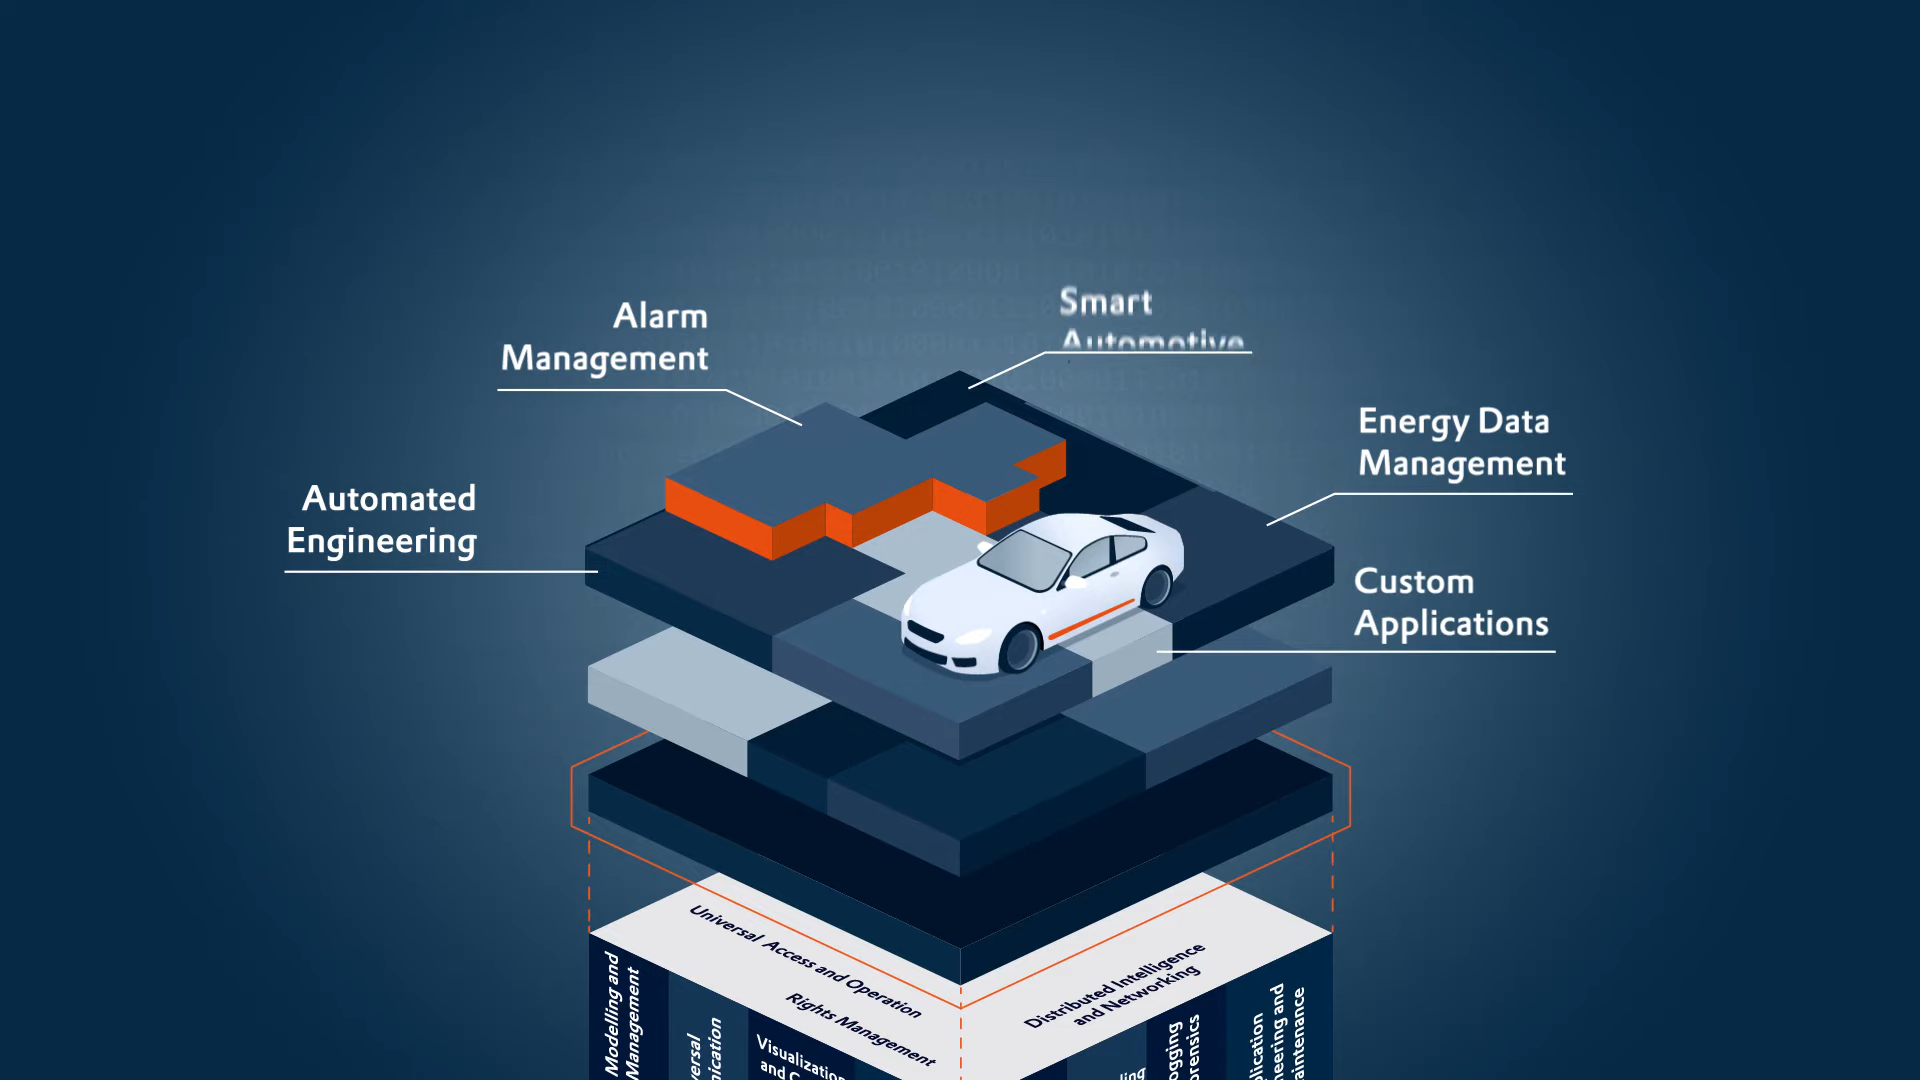 Alarm
Management
Smart
Automotive
Energy Data
Management
Automated
Engineering
Custom
Applications
Universal Access and Operation
Rights Management
Distributed Intelligence
and Networking
Modelling and
Management
Visualization
and